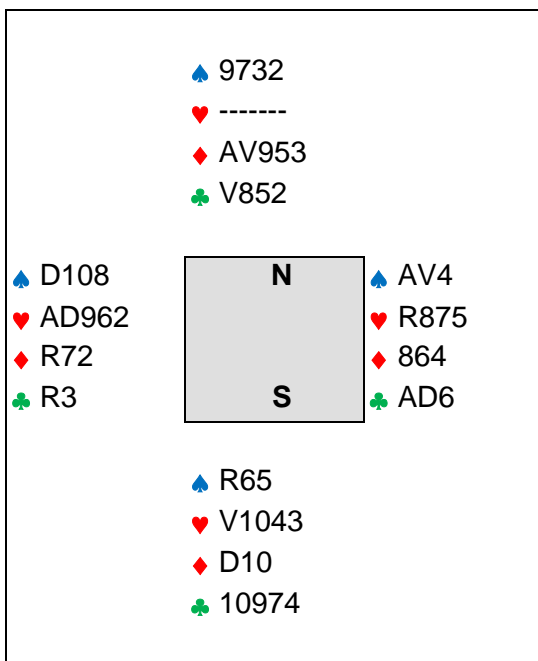 ♠ 9732
♥ -------
♦ AV953
♣ V852
♠ D108 N ♠ AV4
♥ AD962 ♥ R875
♦ R72 ♦ 864
♣ R3 S ♣ AD6
♠ R65
♥ V1043
♦ D10
♣ 10974